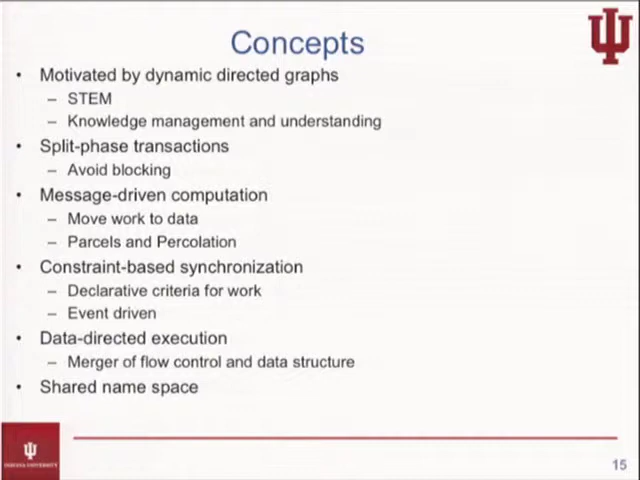 Concepts
• Motivated by dynamic directed graphs
– STEM
– Knowledge management and understanding
• Split-phase transactions
– Avoid blocking
• Message-driven computation
– Move work to data
– Parcels and Percolation
• Constraint-based synchronization
– Declarative criteria for work
– Event driven
• Data-directed execution
– Merger of flow control and data structure
• Shared name space
INDIANA UNIVERSITY
15